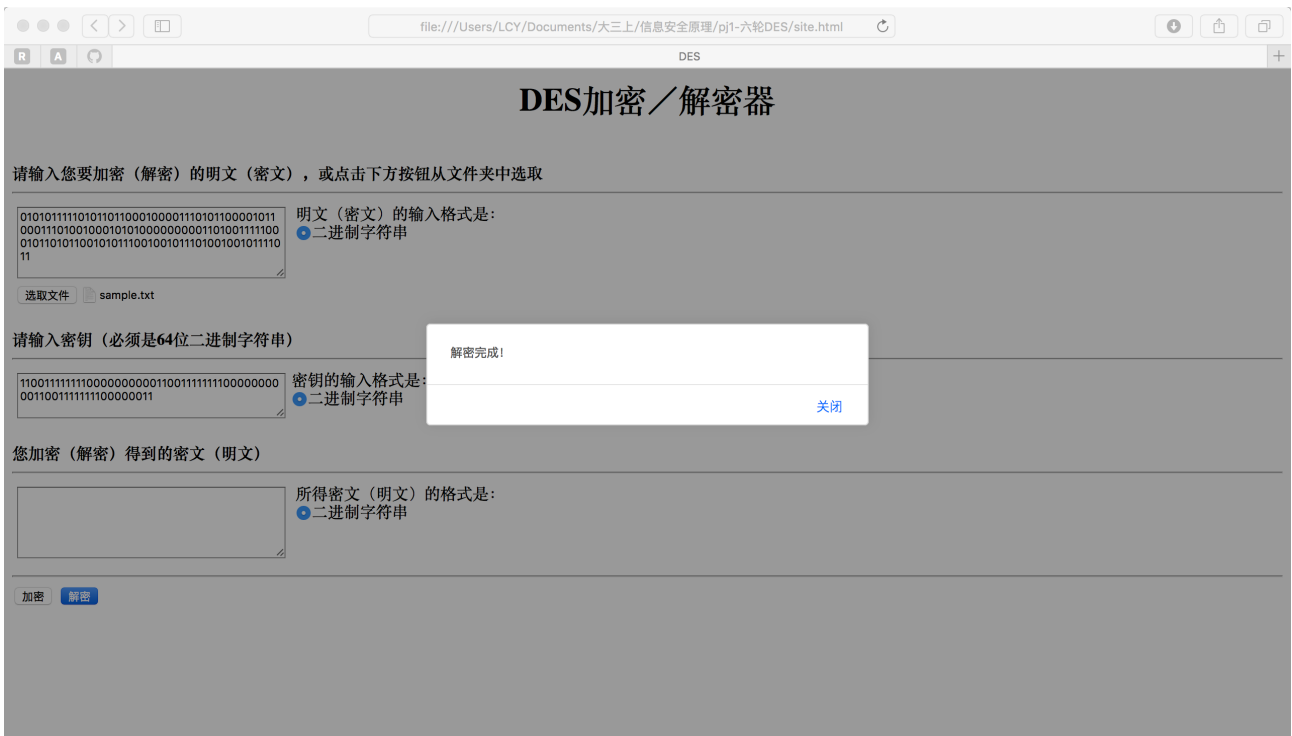 file:///Users/LCY/Documents/大三上/信息安全原理/pj1-六轮DES/site.html
R A
DES
DES加密／解密器
请输入您要加密（解密）的明文（密文），或点击下方按钮从文件夹中选取
010101111101011011000100001110101100001011
000111010010001010100000000001101001111100
0101101011001010111001001011101001001011110
11
明文（密文）的输入格式是：
二进制字符串
选取文件 sample.txt
请输入密钥（必须是64位二进制字符串）
1100111111110000000000011001111111100000000
001100111111110000011
密钥的输入格式是：
二进制字符串
解密完成！
关闭
您加密（解密）得到的密文（明文）
所得密文（明文）的格式是：
二进制字符串
加密 解密